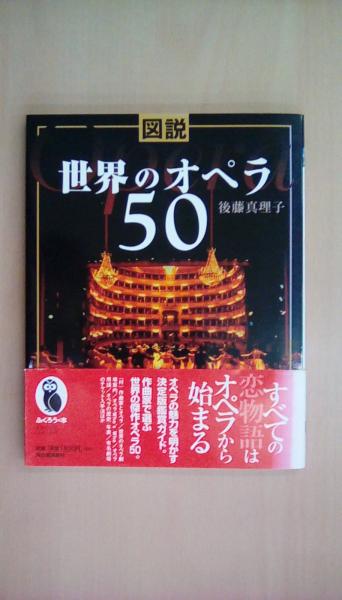 図説
Opera
世界のオペラ
50
後藤真理子
すべての
恋物語は
オペラから
始まる
オペラの魅力を明かす
決定版鑑賞ガイド。
作曲家で選ぶ
世界の傑作オペラ50。
ふくろうの本